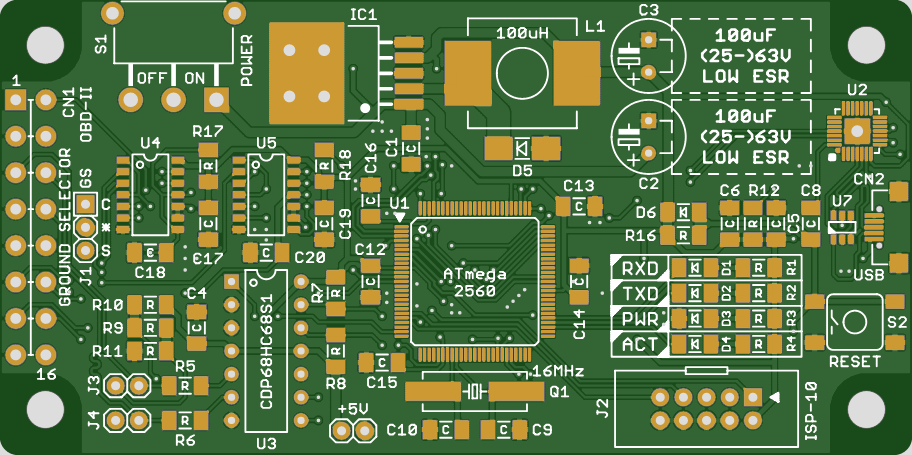 S1
OFF
ON
POWER
IC1
100uH
L1
C3
100uF
(25-)63V
LOW ESR
1
CN1
OBD-II
R17
U4
U5
R
R
R18
C16
C1
C
D5
C2
100uF
(25-)63V
LOW ESR
U2
CN2
GS
C
*
S
J1
GROUND SELECTOR
C
C
C19
C
C17
C
C18
C
C20
U1
C13
C
D6
R16
R
C6
R12
C8
C
R
C
C5
C
U7
USB
R10
R
R9
R
R11
R
C4
C
R7
R
C12
C
ATmega
2560
C
C14
RXD
D1
R
R1
TXD
D2
R
R2
PWR
D3
R
R3
ACT
D4
R
R4
S2
RESET
16
CDP68HC68S1
R
R8
C
C15
16MHz
Q1
J3
R5
R
J4
R
R6
U3
+5V
C10
C
C
C9
J2
ISP-10